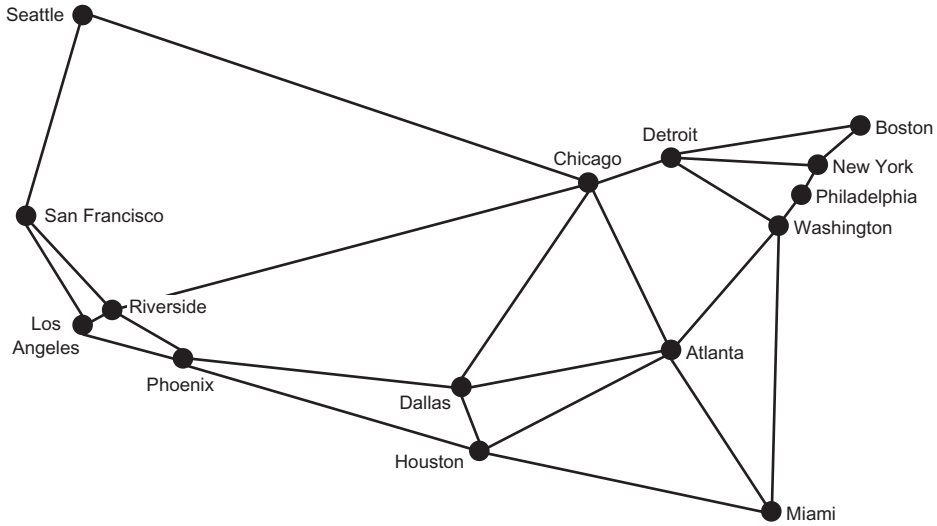 Seattle
Boston
Detroit
Chicago
New York
Philadelphia
San Francisco
Washington
Riverside
Los
Angeles
Atlanta
Phoenix
Dallas
Houston
Miami